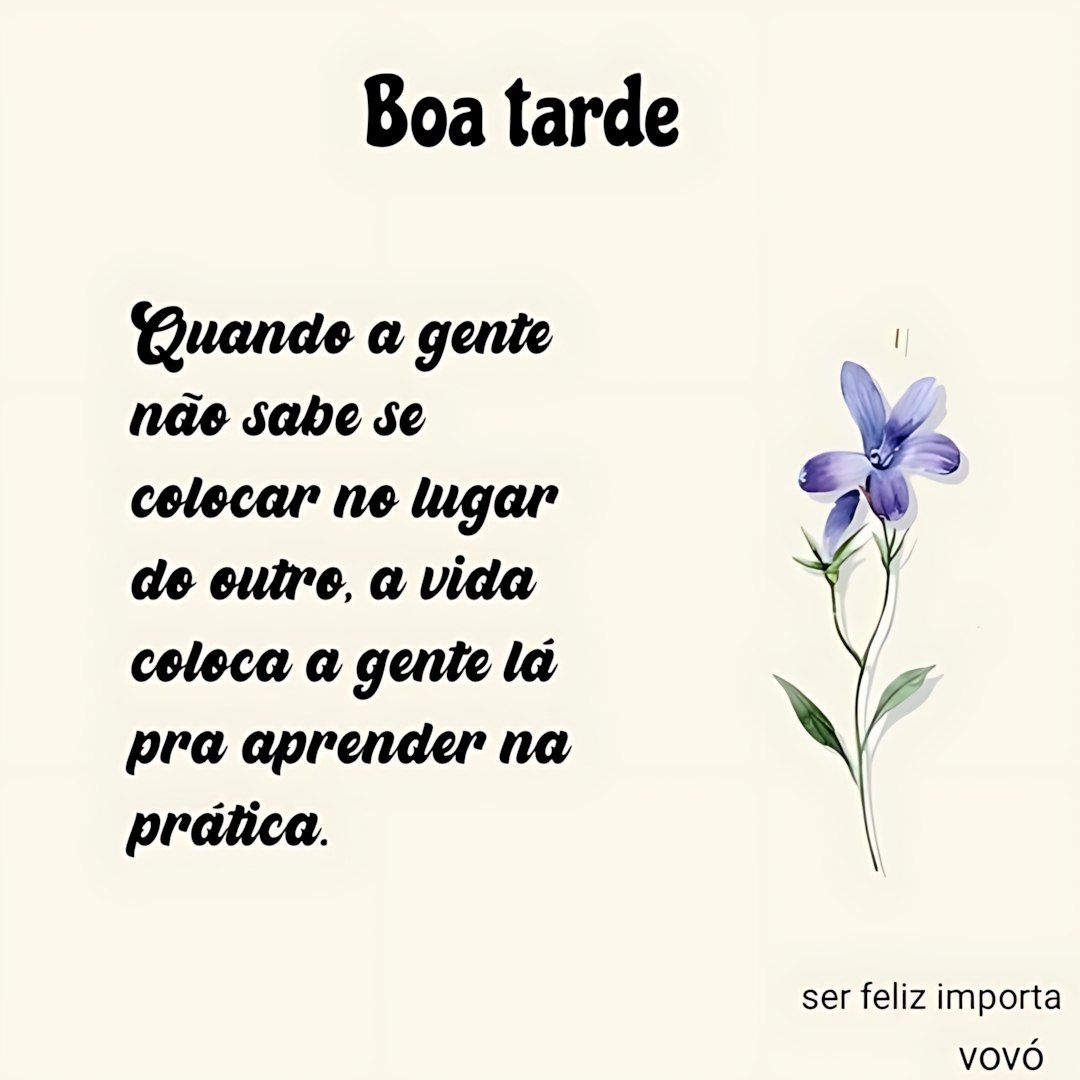 Boa tarde
Quando a gente
não sabe se
colocar no lugar
do outro, a vida
coloca a gente lá
pra aprender na
prática.
ser feliz importa
vovó